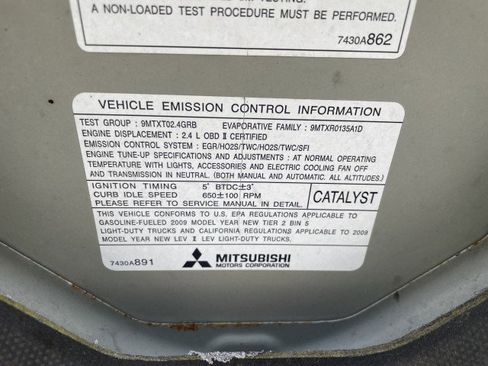 A NON-LOADED TEST PROCEDURE MUST BE PERFORMED.
7430A862
VEHICLE EMISSION CONTROL INFORMATION
TEST GROUP : 9MTXT02.4GRB EVAPORATIVE FAMILY : 9MTXR0135A1D
ENGINE DISPLACEMENT : 2.4 L OBD Ⅱ CERTIFIED
EMISSION CONTROL SYSTEM : EGR/HO2S/TWC/HO2S/TWC/SFI
ENGINE TUNE-UP SPECIFICATIONS AND ADJUSTMENTS : AT NORMAL OPERATING
TEMPERATURE WITH LIGHTS, ACCESSORIES AND ELECTRIC COOLING FAN OFF
AND TRANSMISSION IN NEUTRAL. (BOTH MANUAL AND AUTOMATIC)
IGNITION TIMING 5° BTDC±3°
CURB IDLE SPEED 650±100 RPM
PLEASE REFER TO SERVICE MANUAL IN DETAIL.
CATALYST
THIS VEHICLE CONFORMS TO U.S. EPA REGULATIONS APPLICABLE TO
GASOLINE-FUELED 2009 MODEL YEAR NEW TIER 2 BIN 5
LIGHT-DUTY TRUCKS AND CALIFORNIA REGULATIONS APPLICABLE TO 2009
MODEL YEAR NEW LEV Ⅱ LEV LIGHT-DUTY TRUCKS.
7430A891
MITSUBISHI
MOTORS CORPORATION